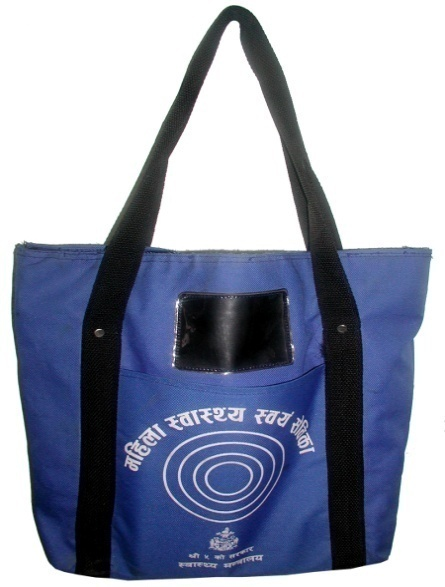 महिला स्वास्थ्य स्वयं सेविका
श्री ५ को सरकार
स्वास्थ्य मन्त्रालय